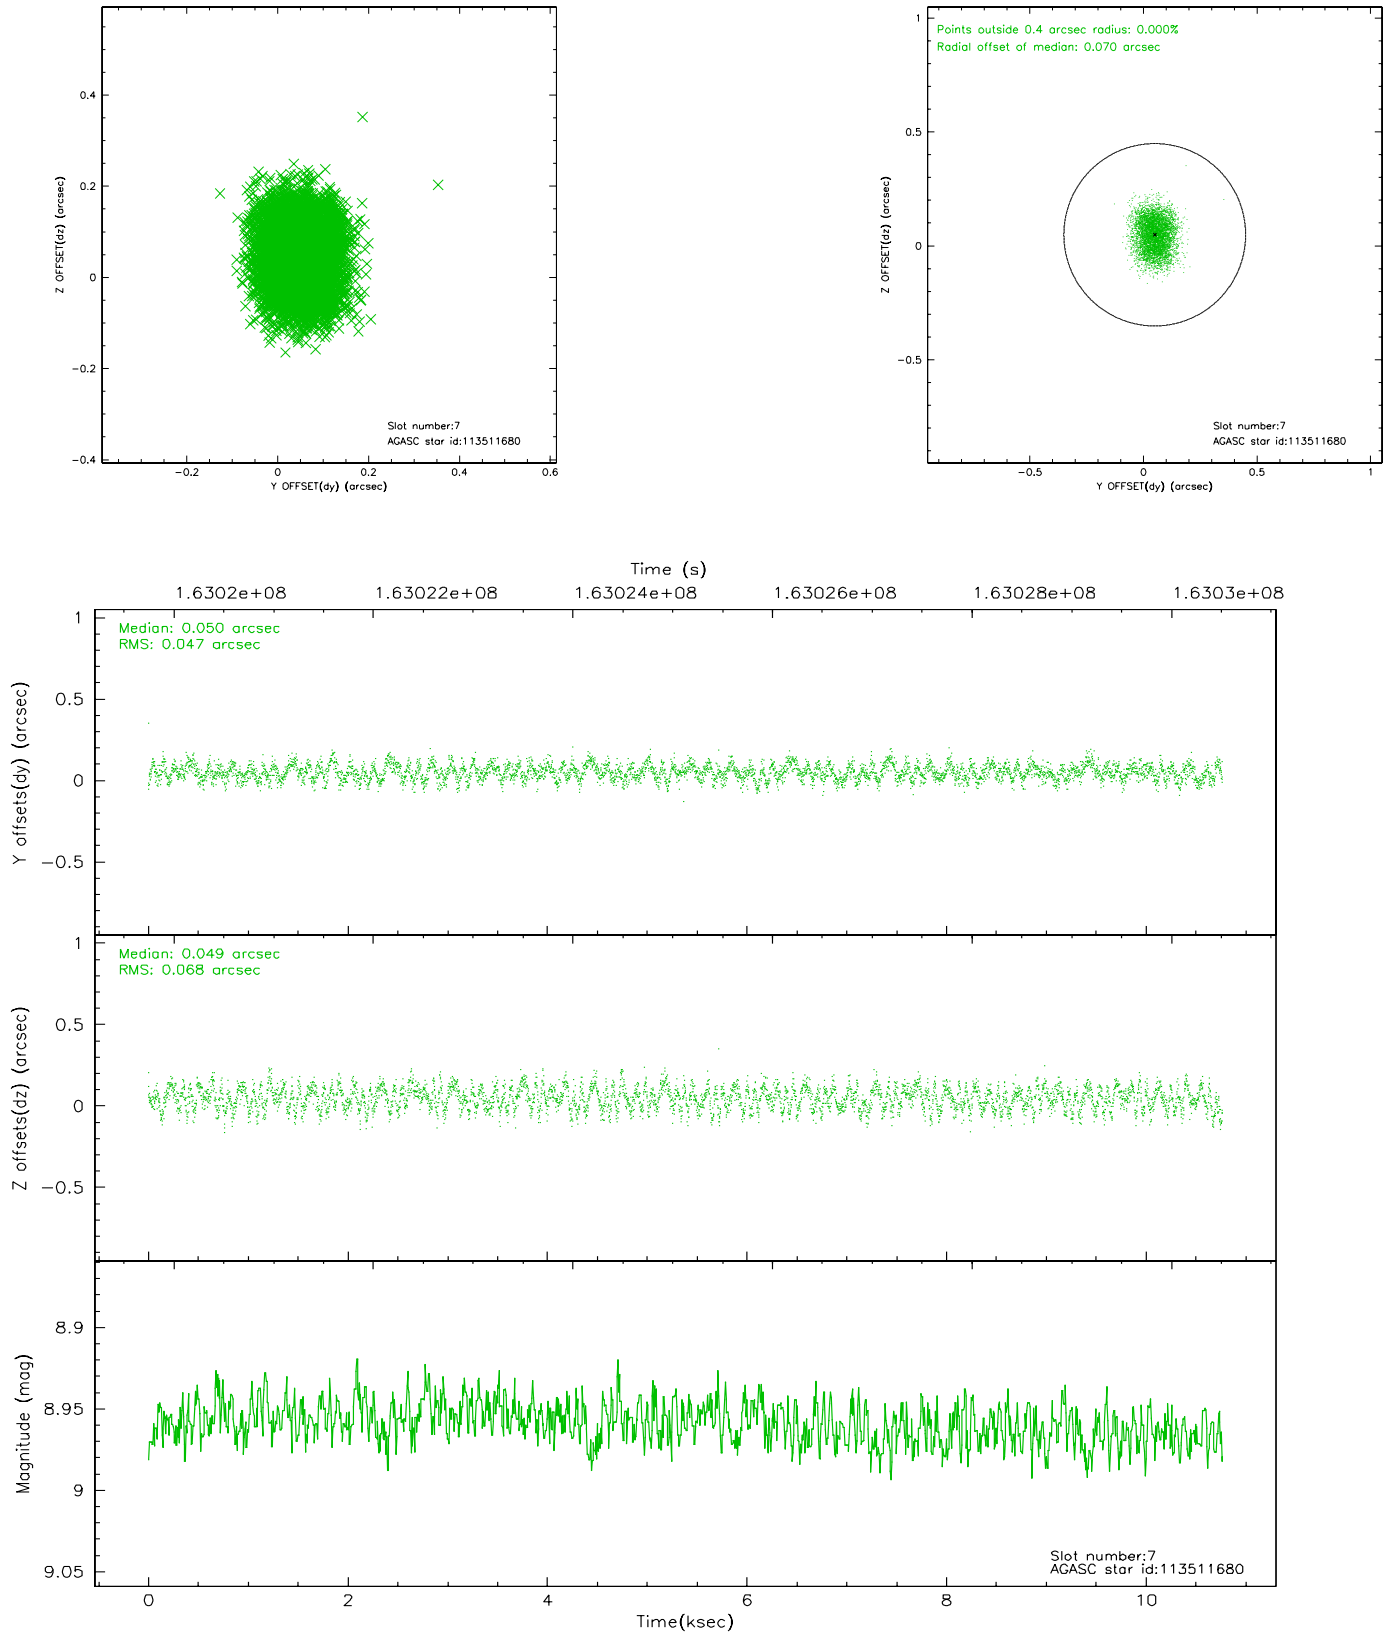 0.4
0.2
0
-0.2
-0.4
Z OFFSET(dz) (arcsec)
Slot number:7
AGASC star id:113511680
-0.2 0 0.2 0.4 0.6
Y OFFSET(dy) (arcsec)
Points outside 0.4 arcsec radius: 0.000%
Radial offset of median: 0.070 arcsec
1
0.5
0
-0.5
Z OFFSET(dz) (arcsec)
Slot number:7
AGASC star id:113511680
-0.5 0 0.5 1
Y OFFSET(dy) (arcsec)
Time (s)
1.6302e+08 1.63022e+08 1.63024e+08 1.63026e+08 1.63028e+08 1.6303e+08
Median: 0.050 arcsec
RMS: 0.047 arcsec
1
0.5
0
-0.5
Y offsets(dy) (arcsec)
Median: 0.049 arcsec
RMS: 0.068 arcsec
1
0.5
0
-0.5
Z offsets(dz) (arcsec)
8.9
8.95
9
9.05
Magnitude (mag)
Slot number:7
AGASC star id:113511680
0 2 4 6 8 10
Time(ksec)